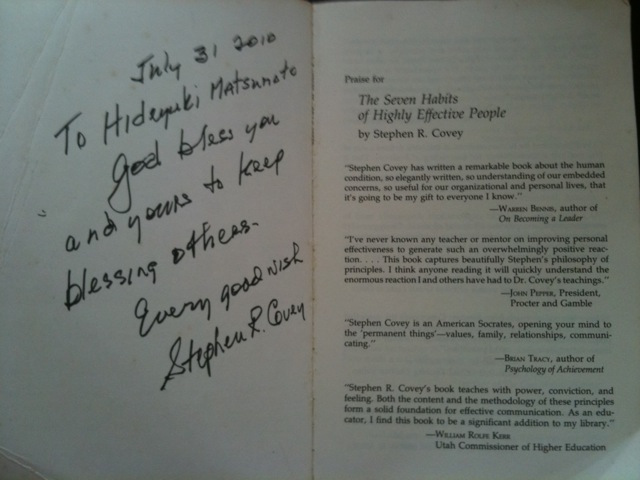 July 31 2010
To Hideyuki Matsumoto
God bless you
and yours to keep
blessing others.
Every good wish
Stephen R. Covey
Praise for
The Seven Habits
of Highly Effective People
by Stephen R. Covey
"Stephen Covey has written a remarkable book about the human
condition, so elegantly written, so understanding of our embedded
concerns, so useful for our organizational and personal lives, that
it's going to be my gift to everyone I know."
—Warren Bennis, author of
On Becoming a Leader
"I've never known any teacher or mentor on improving personal
effectiveness to generate such an overwhelmingly positive reac-
tion. . . . This book captures beautifully Stephen's philosophy of
principles. I think anyone reading it will quickly understand the
enormous reaction I and others have had to Dr. Covey's teachings."
—John Pepper, President,
Procter and Gamble
"Stephen Covey is an American Socrates, opening your mind to
the 'permanent things'—values, family, relationships, communi-
cating."
—Brian Tracy, author of
Psychology of Achievement
"Stephen R. Covey's book teaches with power, conviction, and
feeling. Both the content and the methodology of these principles
form a solid foundation for effective communication. As an edu-
cator, I find this book to be a significant addition to my library."
—William Rolfe Kerr
Utah Commissioner of Higher Education